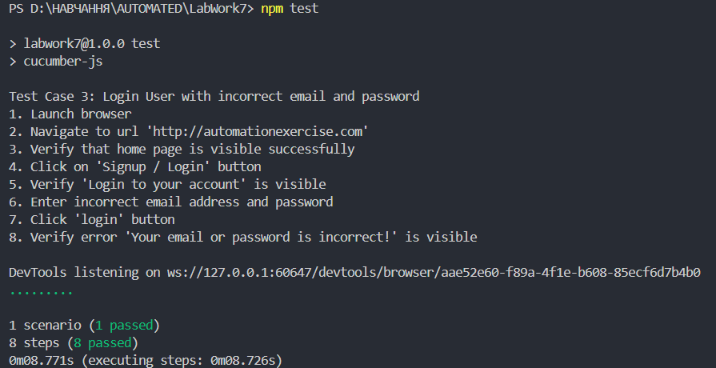 PS D:\НАВЧАННЯ\AUTOMATED\LabWork7> npm test
> labwork7@1.0.0 test
> cucumber-js
Test Case 3: Login User with incorrect email and password
1. Launch browser
2. Navigate to url 'http://automationexercise.com'
3. Verify that home page is visible successfully
4. Click on 'Signup / Login' button
5. Verify 'Login to your account' is visible
6. Enter incorrect email address and password
7. Click 'login' button
8. Verify error 'Your email or password is incorrect!' is visible
DevTools listening on ws://127.0.0.1:60647/devtools/browser/aae52e60-f89a-4f1e-b608-85ecf6d7b4b0
.........
1 scenario (1 passed)
8 steps (8 passed)
0m08.771s (executing steps: 0m08.726s)